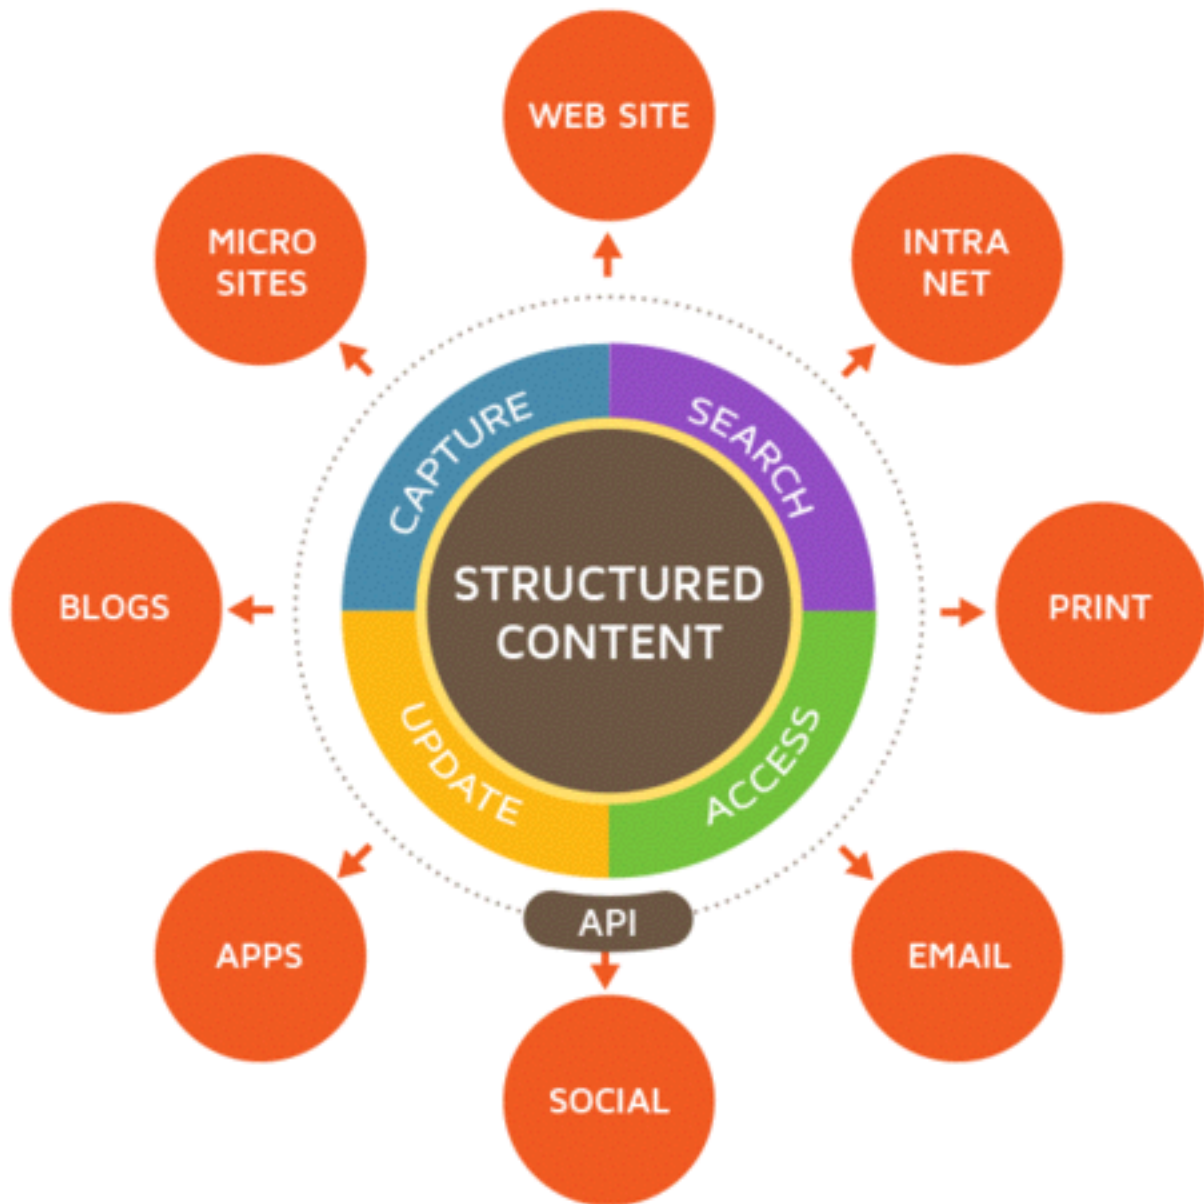 WEB SITE
MICRO
SITES
INTRA
NET
CAPTURE
SEARCH
STRUCTURED
CONTENT
BLOGS
PRINT
UPDATE
ACCESS
API
APPS
EMAIL
SOCIAL